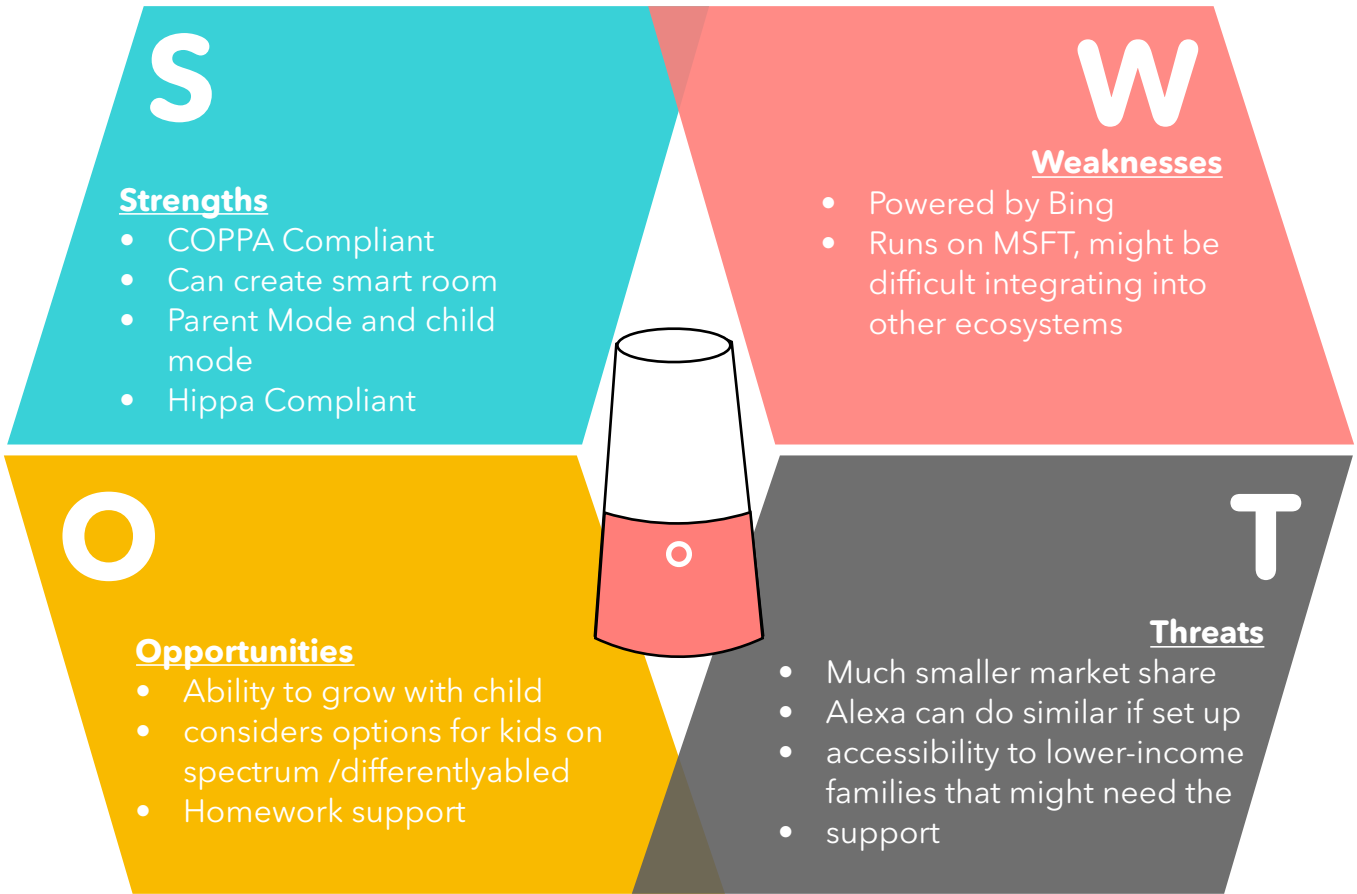 S
Strengths
• COPPA Compliant
• Can create smart room
• Parent Mode and child
mode
• Hippa Compliant
W
Weaknesses
• Powered by Bing
• Runs on MSFT, might be
difficult integrating into
other ecosystems
O
Opportunities
• Ability to grow with child
• considers options for kids on
spectrum /differentlyabled
• Homework support
T
Threats
• Much smaller market share
• Alexa can do similar if set up
• accessibility to lower-income
families that might need the
• support